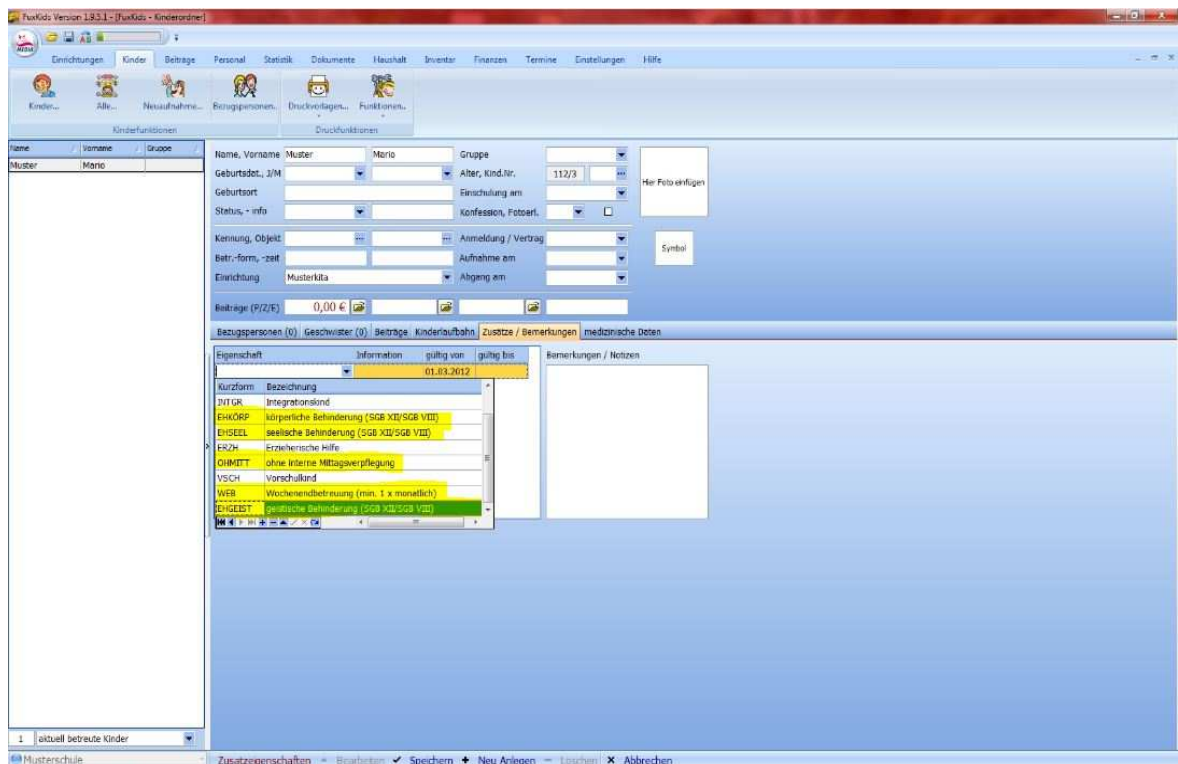 FuxKids Version 1.9.3.1 - [FuxKids - Kinderordner]
MEDIA
Einrichtungen Kinder Beiträge Personal Statistik Dokumente Haushalt Inventar Finanzen Termine Einstellungen Hilfe
Kinder... Alle... Neuaufnahme... Bezugspersonen.. Druckvorlagen... Funktionen..
Kinderfunktionen Druckfunktionen
Name Vorname Gruppe
Muster Mario
Name, Vorname Muster Mario Gruppe
Geburtsdat., J/M Alter, Kind.Nr. 112/3
Hier Foto einfügen
Geburtsort Einschulung am
Status, - info Konfession, Fotoerl.
Kennung, Objekt Anmeldung / Vertrag
Symbol
Betr.-form, -zeit Aufnahme am
Einrichtung Musterkita Abgang am
Beiträge (P/Z/E) 0,00 €
Bezugspersonen (0) Geschwister (0) Beiträge Kinderlaufbahn Zusätze / Bemerkungen medizinische Daten
Eigenschaft Information gültig von gültig bis Bemerkungen / Notizen
01.03.2012
Kurzform Bezeichnung
INTGR Integrationskind
EHKÖRP körperliche Behinderung (SGB XII/SGB VIII)
EHSEEL seelische Behinderung (SGB XII/SGB VIII)
ERZH Erzieherische Hilfe
OHMITT ohne interne Mittagsverpflegung
VSCH Vorschulkind
WEB Wochenendbetreuung (min. 1 x monatlich)
EHGEIST geistische Behinderung (SGB XII/SGB VIII)
1 aktuell betreute Kinder
Musterschule Zusatzeigenschaften Bearbeiten Speichern Neu Anlegen Löschen Abbrechen